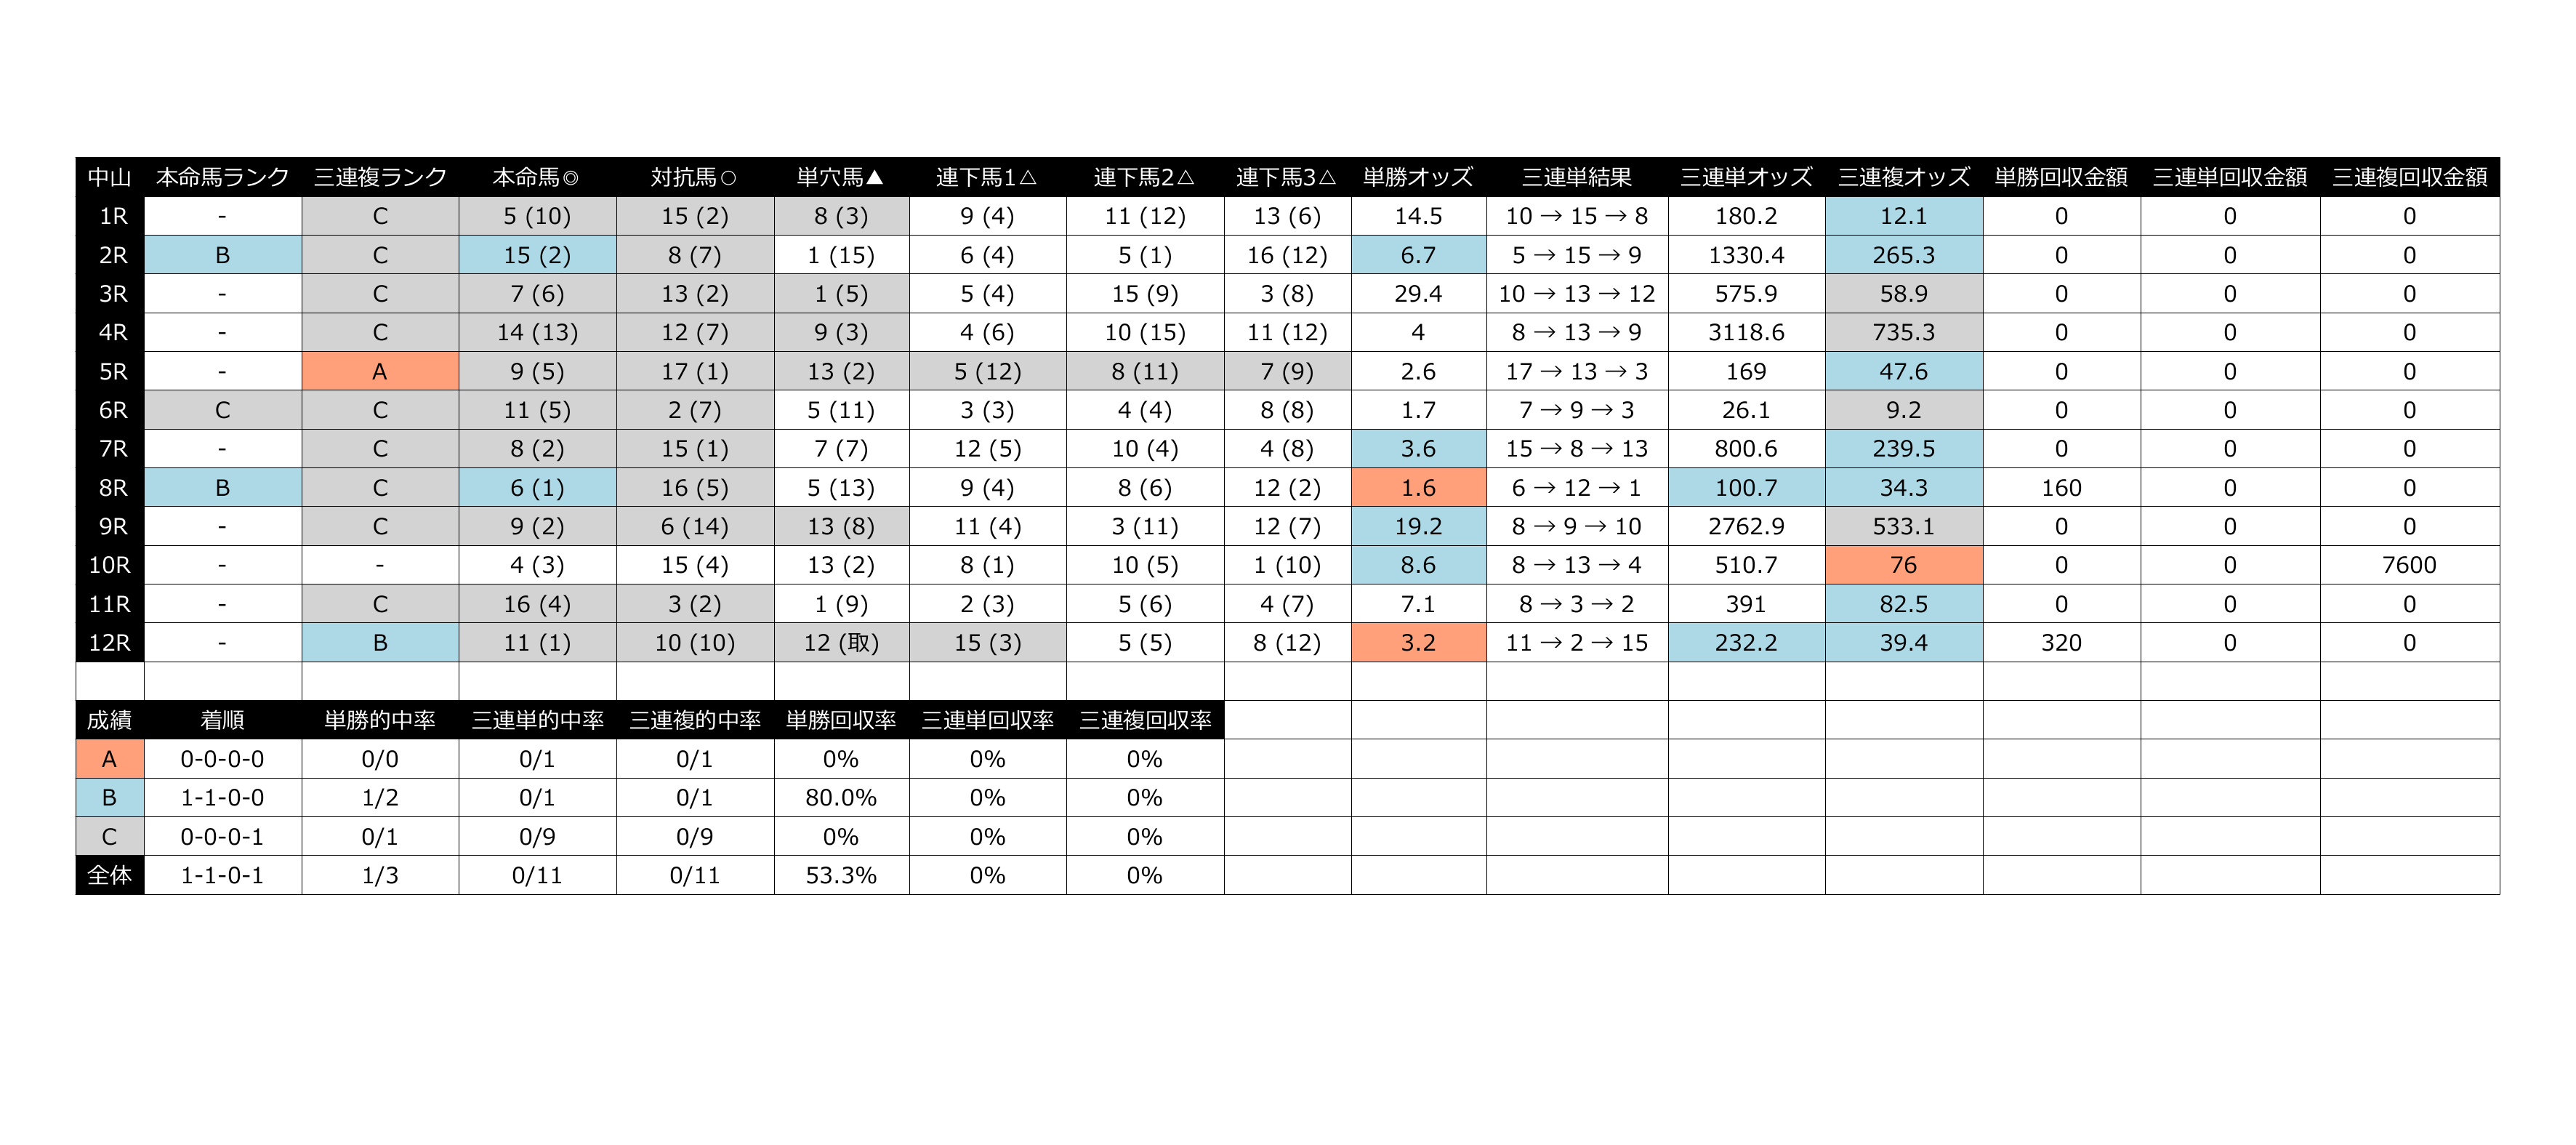 中山 本命馬ランク 三連複ランク 本命馬◎ 対抗馬○ 単穴馬▲ 連下馬1△ 連下馬2△ 連下馬3△ 単勝オッズ 三連単結果 三連単オッズ 三連複オッズ 単勝回収金額 三連単回収金額 三連複回収金額
1R - C 5 (10) 15 (2) 8 (3) 9 (4) 11 (12) 13 (6) 14.5 10 → 15 → 8 180.2 12.1 0 0 0
2R B C 15 (2) 8 (7) 1 (15) 6 (4) 5 (1) 16 (12) 6.7 5 → 15 → 9 1330.4 265.3 0 0 0
3R - C 7 (6) 13 (2) 1 (5) 5 (4) 15 (9) 3 (8) 29.4 10 → 13 → 12 575.9 58.9 0 0 0
4R - C 14 (13) 12 (7) 9 (3) 4 (6) 10 (15) 11 (12) 4 8 → 13 → 9 3118.6 735.3 0 0 0
5R - A 9 (5) 17 (1) 13 (2) 5 (12) 8 (11) 7 (9) 2.6 17 → 13 → 3 169 47.6 0 0 0
6R C C 11 (5) 2 (7) 5 (11) 3 (3) 4 (4) 8 (8) 1.7 7 → 9 → 3 26.1 9.2 0 0 0
7R - C 8 (2) 15 (1) 7 (7) 12 (5) 10 (4) 4 (8) 3.6 15 → 8 → 13 800.6 239.5 0 0 0
8R B C 6 (1) 16 (5) 5 (13) 9 (4) 8 (6) 12 (2) 1.6 6 → 12 → 1 100.7 34.3 160 0 0
9R - C 9 (2) 6 (14) 13 (8) 11 (4) 3 (11) 12 (7) 19.2 8 → 9 → 10 2762.9 533.1 0 0 0
10R - - 4 (3) 15 (4) 13 (2) 8 (1) 10 (5) 1 (10) 8.6 8 → 13 → 4 510.7 76 0 0 7600
11R - C 16 (4) 3 (2) 1 (9) 2 (3) 5 (6) 4 (7) 7.1 8 → 3 → 2 391 82.5 0 0 0
12R - B 11 (1) 10 (10) 12 (取) 15 (3) 5 (5) 8 (12) 3.2 11 → 2 → 15 232.2 39.4 320 0 0
成績 着順 単勝的中率 三連単的中率 三連複的中率 単勝回収率 三連単回収率 三連複回収率
A 0-0-0-0 0/0 0/1 0/1 0% 0% 0%
B 1-1-0-0 1/2 0/1 0/1 80.0% 0% 0%
C 0-0-0-1 0/1 0/9 0/9 0% 0% 0%
全体 1-1-0-1 1/3 0/11 0/11 53.3% 0% 0%